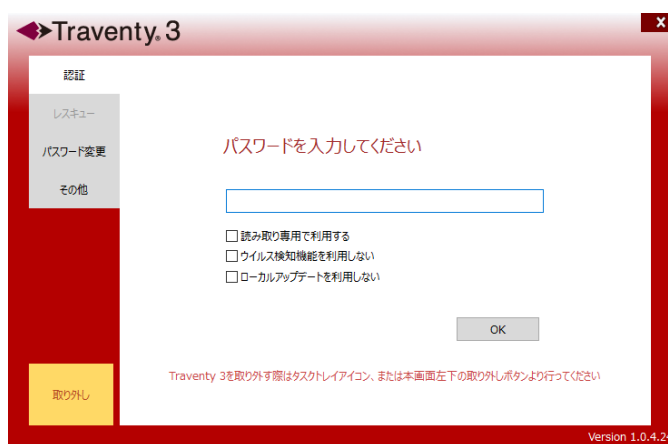 Traventy. 3
X
認証
レスキュー
パスワード変更
その他
パスワードを入力してください
読み取り専用で利用する
ウイルス検知機能を利用しない
ローカルアップデートを利用しない
OK
Traventy 3を取り外す際はタスクトレイアイコン、または本画面左下の取り外しボタンより行ってください
取り外し
Version 1.0.4.2